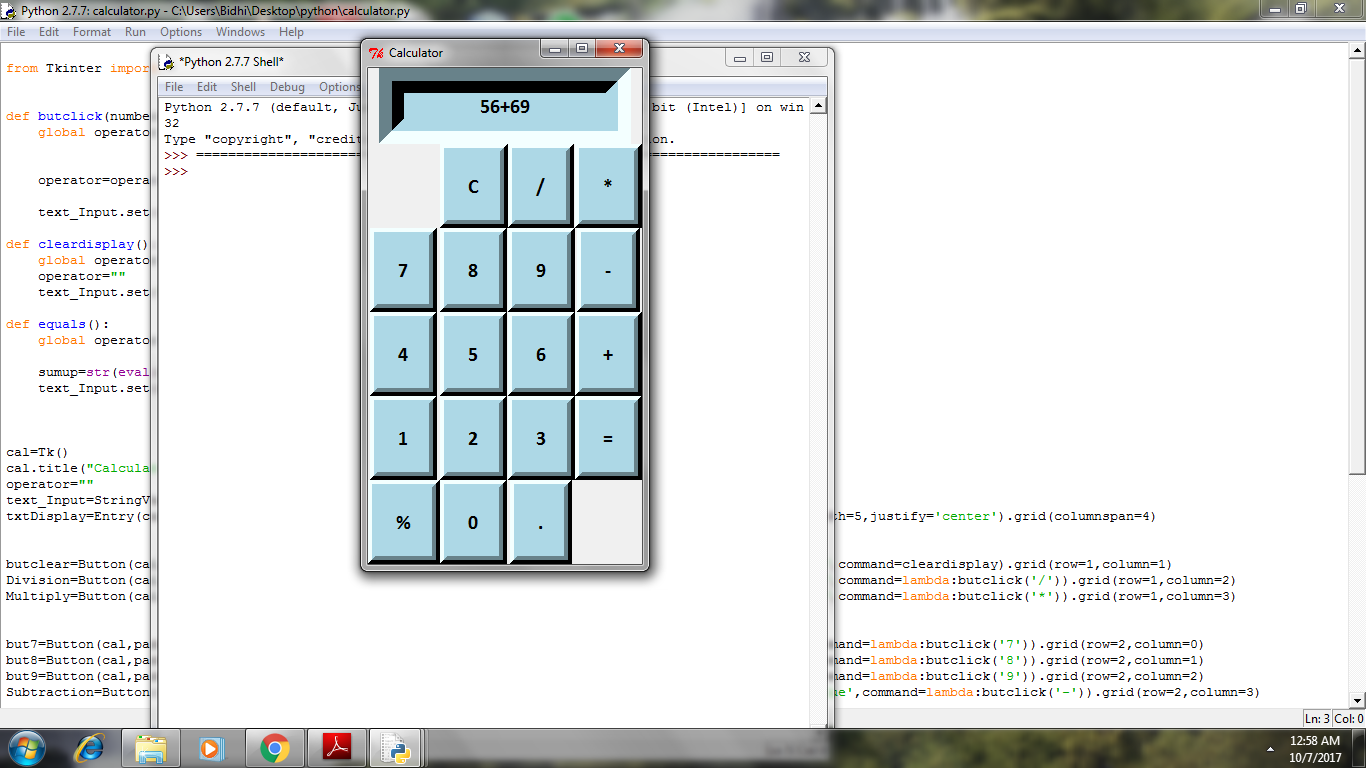 Python 2.7.7: calculator.py - C:\Users\Bidhi\Desktop\python\calculator.py
File Edit Format Run Options Windows Help
from Tkinter impor
def butclick(numbe
global operato
operator=opera
text_Input.set
def cleardisplay()
global operato
operator=""
text_Input.set
def equals():
global operato
sumup=str(eval
text_Input.set
cal=Tk()
cal.title("Calcula
operator=""
text_Input=StringV
txtDisplay=Entry(c
th=5,justify='center').grid(columnspan=4)
butclear=Button(ca
command=cleardisplay).grid(row=1,column=1)
Division=Button(ca
command=lambda:butclick('/')).grid(row=1,column=2)
Multiply=Button(ca
command=lambda:butclick('*')).grid(row=1,column=3)
but7=Button(cal,pa
mand=lambda:butclick('7')).grid(row=2,column=0)
but8=Button(cal,pa
mand=lambda:butclick('8')).grid(row=2,column=1)
but9=Button(cal,pa
mand=lambda:butclick('9')).grid(row=2,column=2)
Subtraction=Button
ue',command=lambda:butclick('-')).grid(row=2,column=3)
Ln: 3 Col: 0
*Python 2.7.7 Shell*
File Edit Shell Debug Options
Python 2.7.7 (default, Ju
bit (Intel)] on win
32
Type "copyright", "credit
on.
>>> ================================ 
>>>
Calculator
56+69
C / *
7 8 9 -
4 5 6 +
1 2 3 =
% 0 .
12:58 AM
10/7/2017